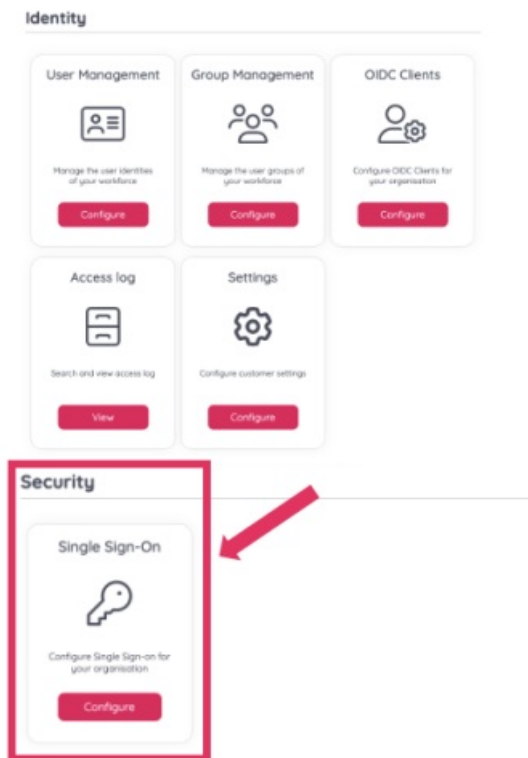 Identity
User Management
Group Management
OIDC Clients
Manage the user identities
of your workforce
Manage the user groups of
your workforce
Configure OIDC Clients for
your organisation
Configure
Configure
Configure
Access log
Settings
Search and view access log
Configure customer settings
View
Configure
Security
Single Sign-On
Configure Single Sign-on for
your organisation
Configure